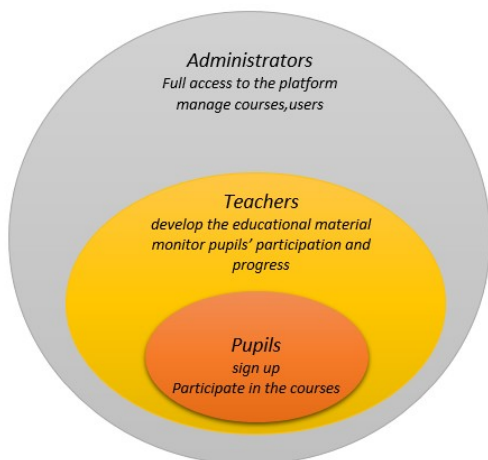 Administrators
Full access to the platform
manage courses,users
Teachers
develop the educational material
monitor pupils’ participation and
progress
Pupils
sign up
Participate in the courses